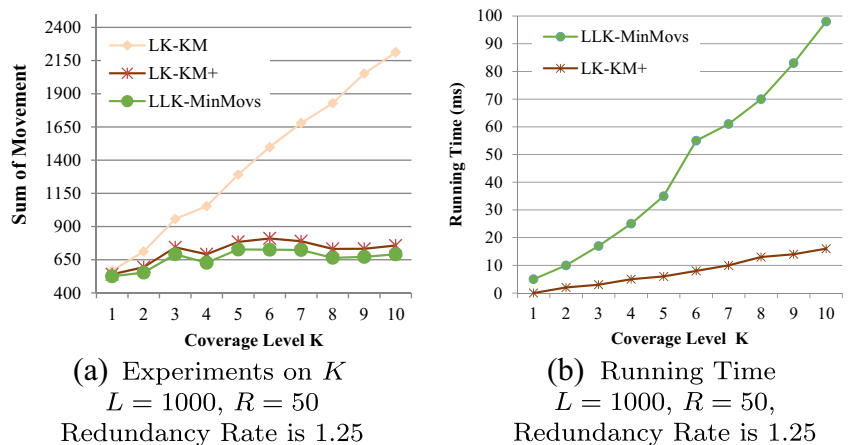 2400
2150
1900
1650
1400
1150
900
650
400
Sum of Movement
LK-KM
LK-KM+
LLK-MinMovs
1 2 3 4 5 6 7 8 9 10
Coverage Level K
(a) Experiments on K
L = 1000, R = 50
Redundancy Rate is 1.25
100
90
80
70
60
50
40
30
20
10
0
Running Time (ms)
LLK-MinMovs
LK-KM+
1 2 3 4 5 6 7 8 9 10
Coverage Level K
(b) Running Time
L = 1000, R = 50,
Redundancy Rate is 1.25